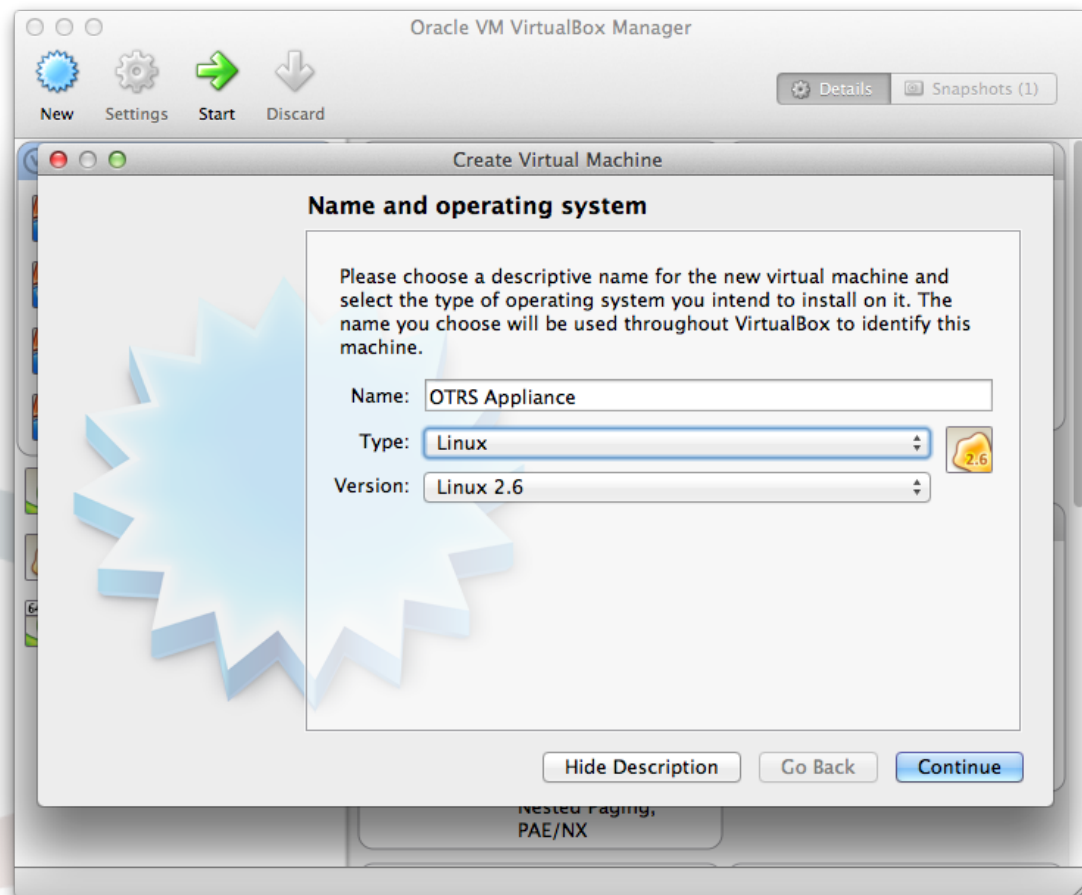 Oracle VM VirtualBox Manager
New
Settings
Start
Discard
Details
Snapshots (1)
Create Virtual Machine
Name and operating system
Please choose a descriptive name for the new virtual machine and
select the type of operating system you intend to install on it. The
name you choose will be used throughout VirtualBox to identify this
machine.
Name: OTRS Appliance
Type: Linux
2.6
Version: Linux 2.6
Hide Description
Go Back
Continue
Nested Paging,
PAE/NX